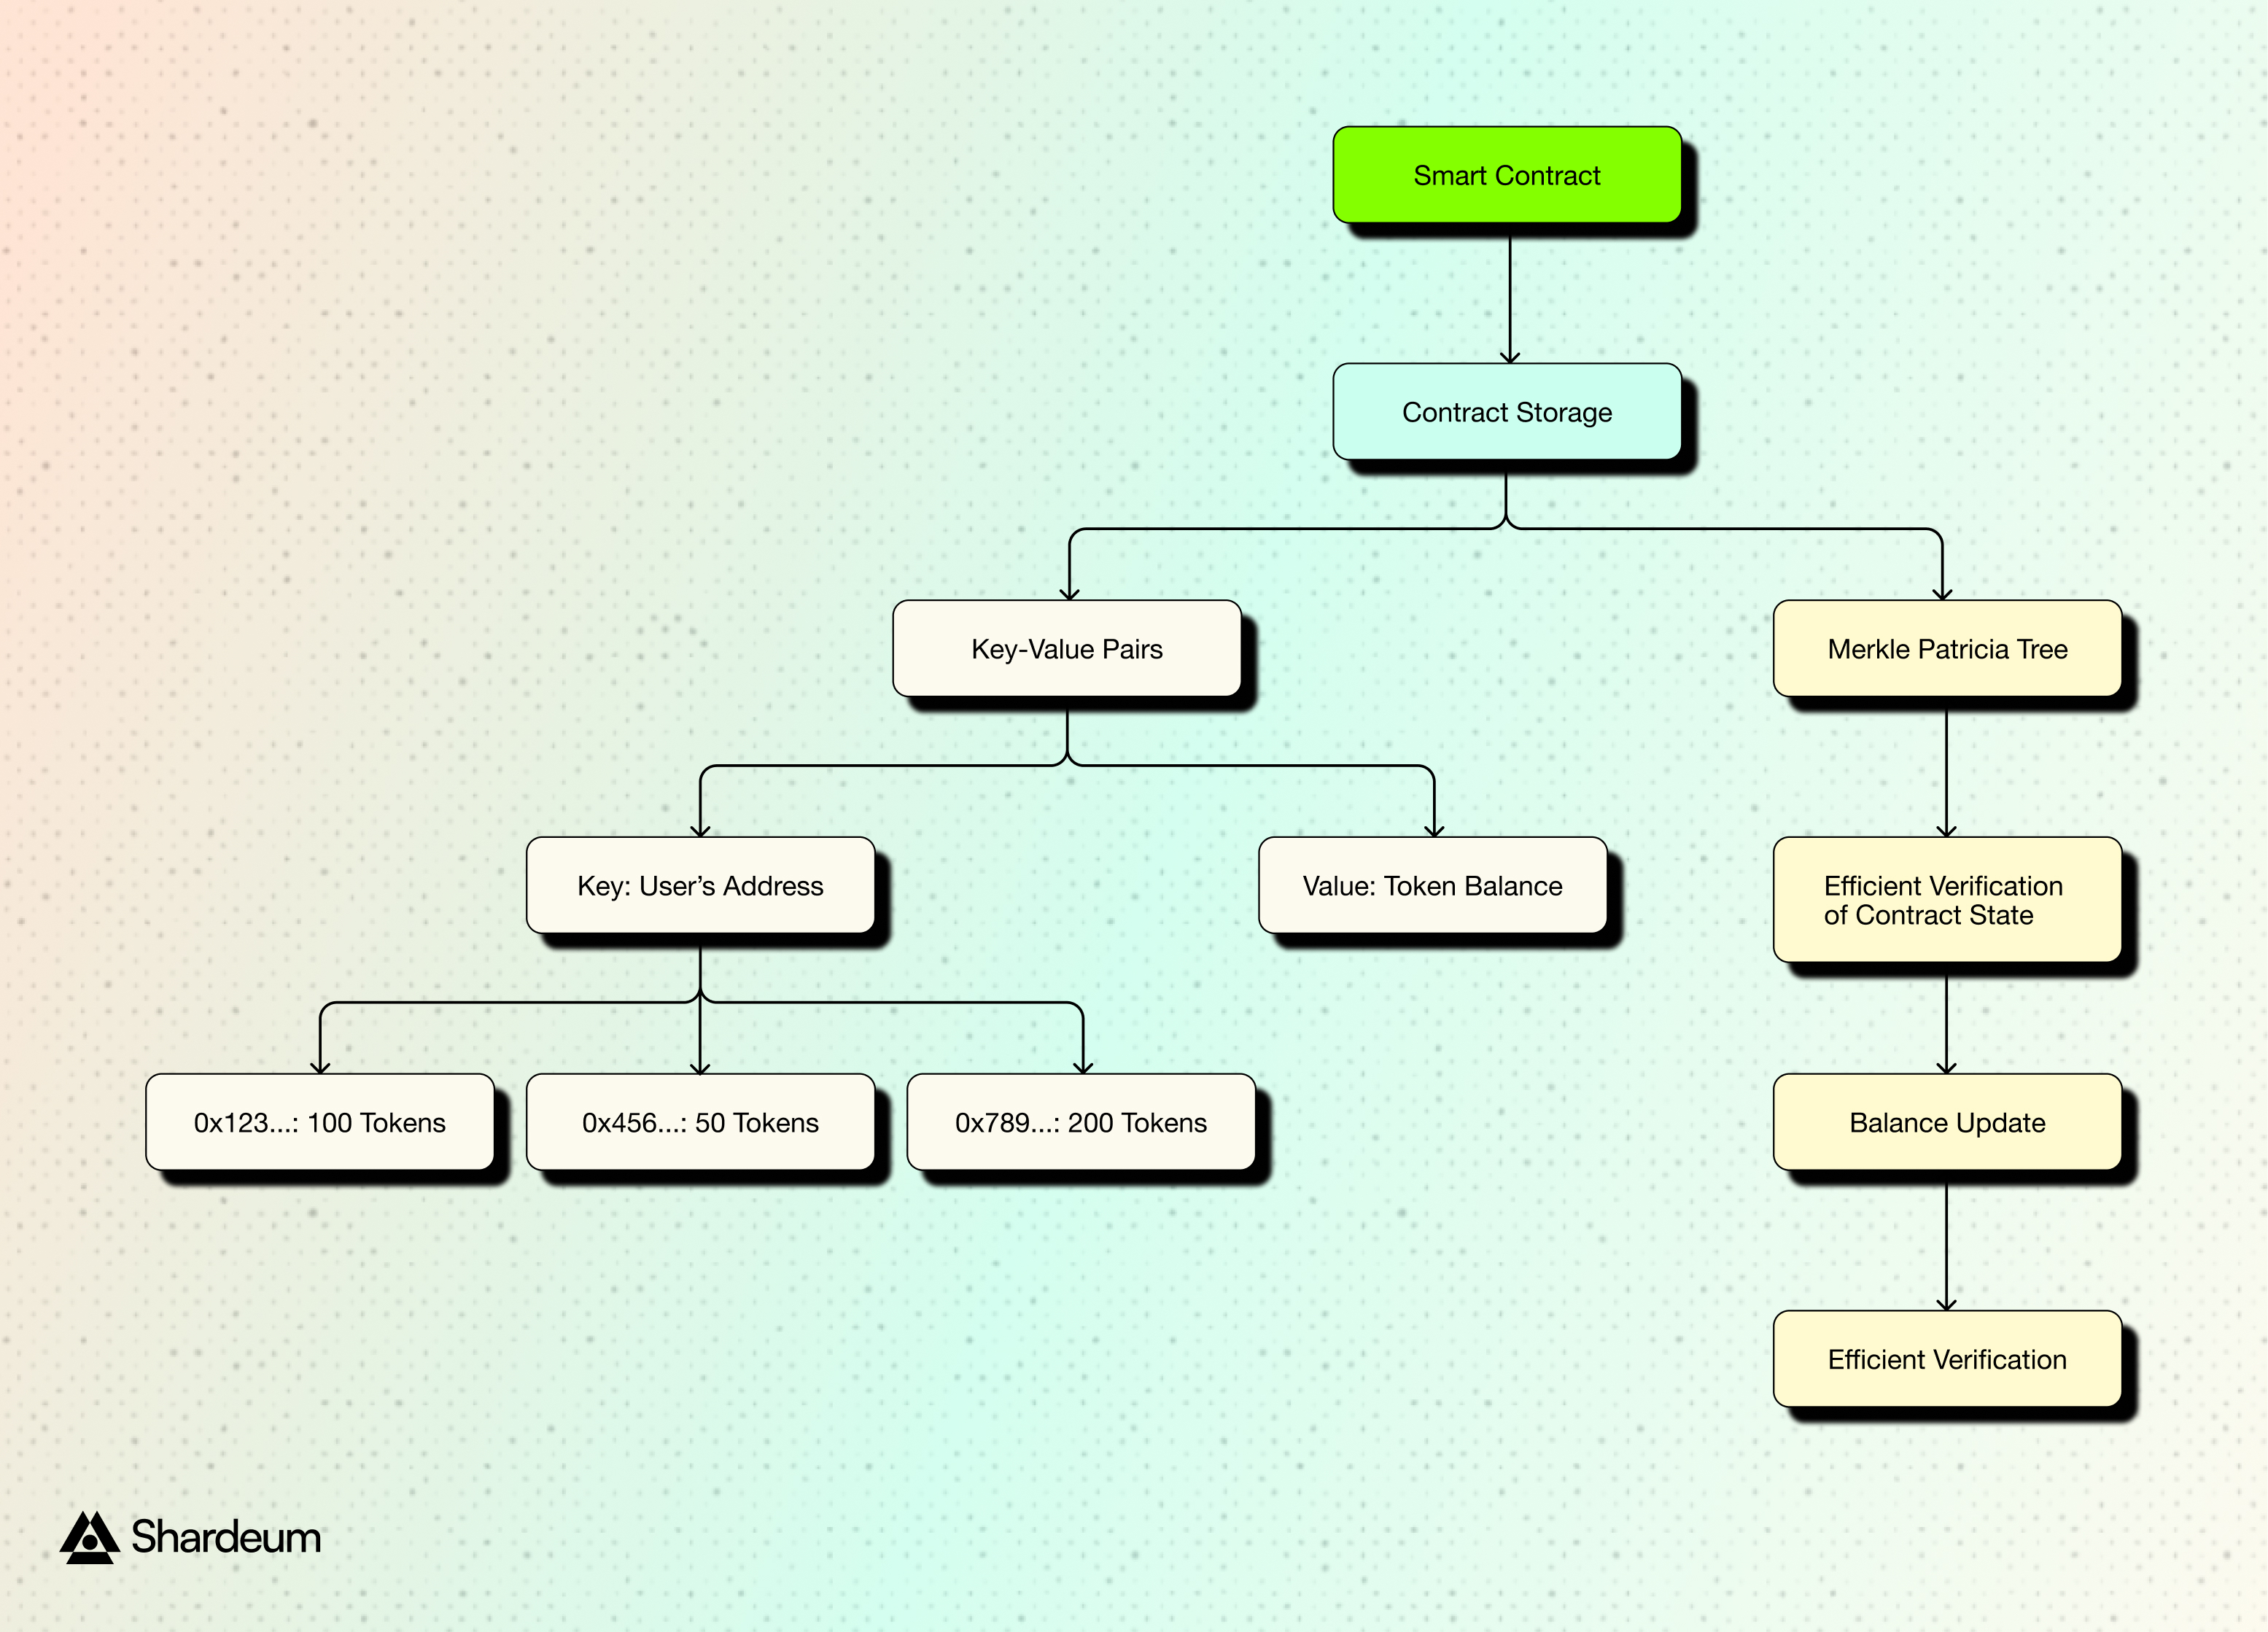 Smart Contract
Contract Storage
Key-Value Pairs
Merkle Patricia Tree
Key: User’s Address
Value: Token Balance
Efficient Verification
of Contract State
0x123...: 100 Tokens
0x456...: 50 Tokens
0x789...: 200 Tokens
Balance Update
Efficient Verification
Shardeum